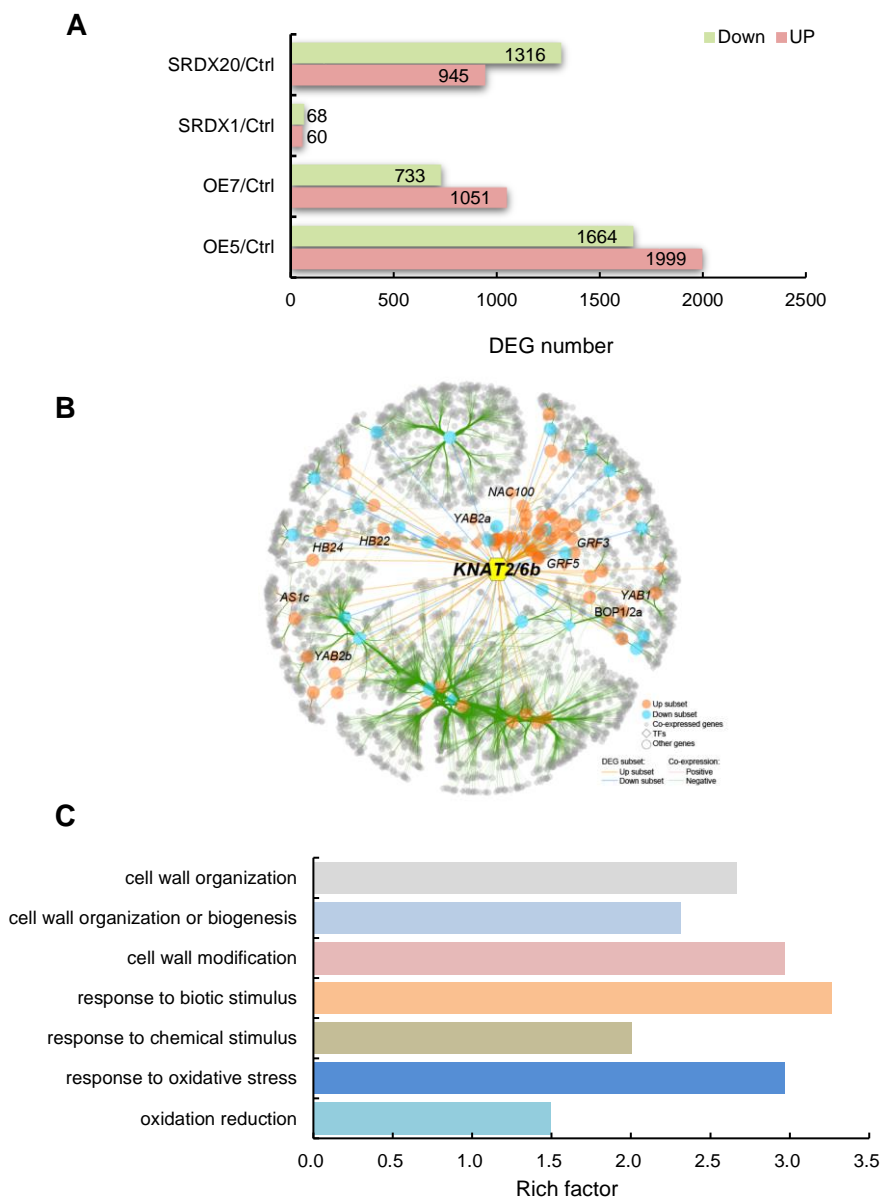 A
Down UP
SRDX20/Ctrl
1316
945
SRDX1/Ctrl
68
60
OE7/Ctrl
733
1051
OE5/Ctrl
1664
1999
0 500 1000 1500 2000 2500
DEG number
B
NAC100
YAB2a
HB24
HB22
GRF3
GRF5
KNAT2/6b
AS1c
YAB1
BOP1/2a
YAB2b
Up subset
Down subset
Co-expressed genes
TFs
Other genes
DEG subset: Co-expression:
Up subset Positive
Down subset Negative
C
cell wall organization
cell wall organization or biogenesis
cell wall modification
response to biotic stimulus
response to chemical stimulus
response to oxidative stress
oxidation reduction
0.0 0.5 1.0 1.5 2.0 2.5 3.0 3.5
Rich factor